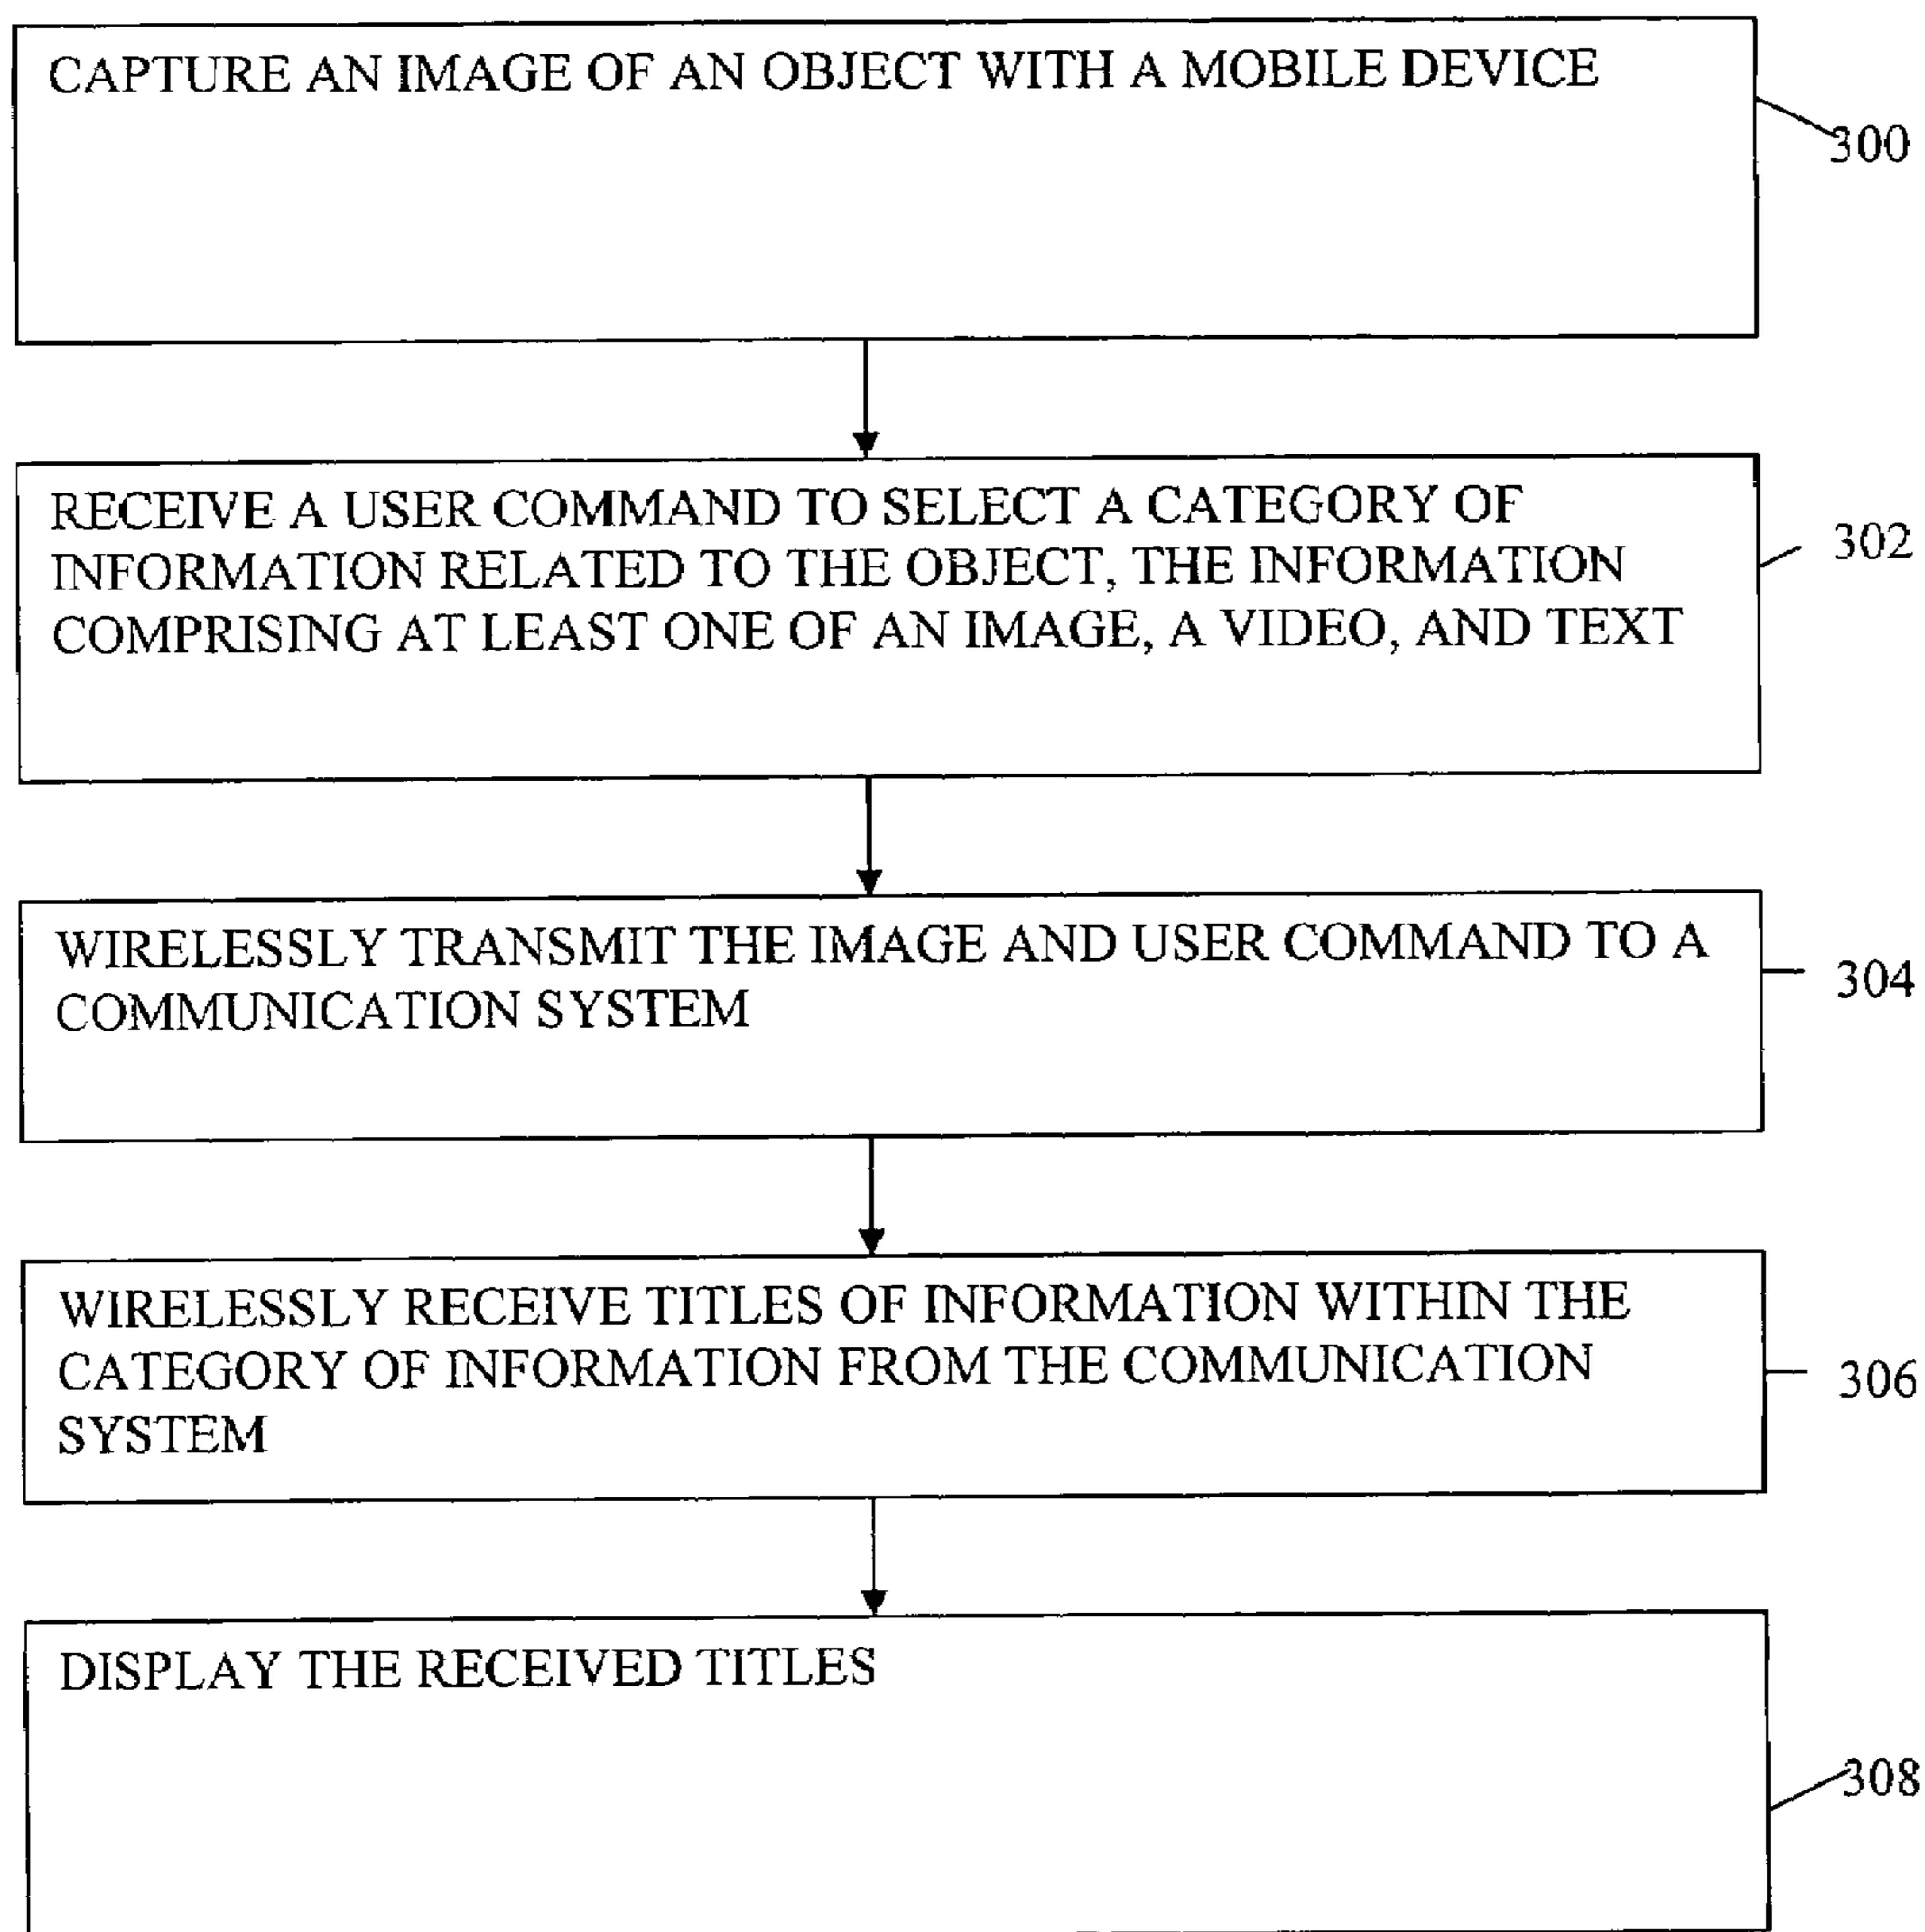 CAPTURE AN IMAGE OF AN OBJECT WITH A MOBILE DEVICE
300
RECEIVE A USER COMMAND TO SELECT A CATEGORY OF
INFORMATION RELATED TO THE OBJECT, THE INFORMATION
COMPRISING AT LEAST ONE OF AN IMAGE, A VIDEO, AND TEXT
302
WIRELESSLY TRANSMIT THE IMAGE AND USER COMMAND TO A
COMMUNICATION SYSTEM
304
WIRELESSLY RECEIVE TITLES OF INFORMATION WITHIN THE
CATEGORY OF INFORMATION FROM THE COMMUNICATION
SYSTEM
306
DISPLAY THE RECEIVED TITLES
308